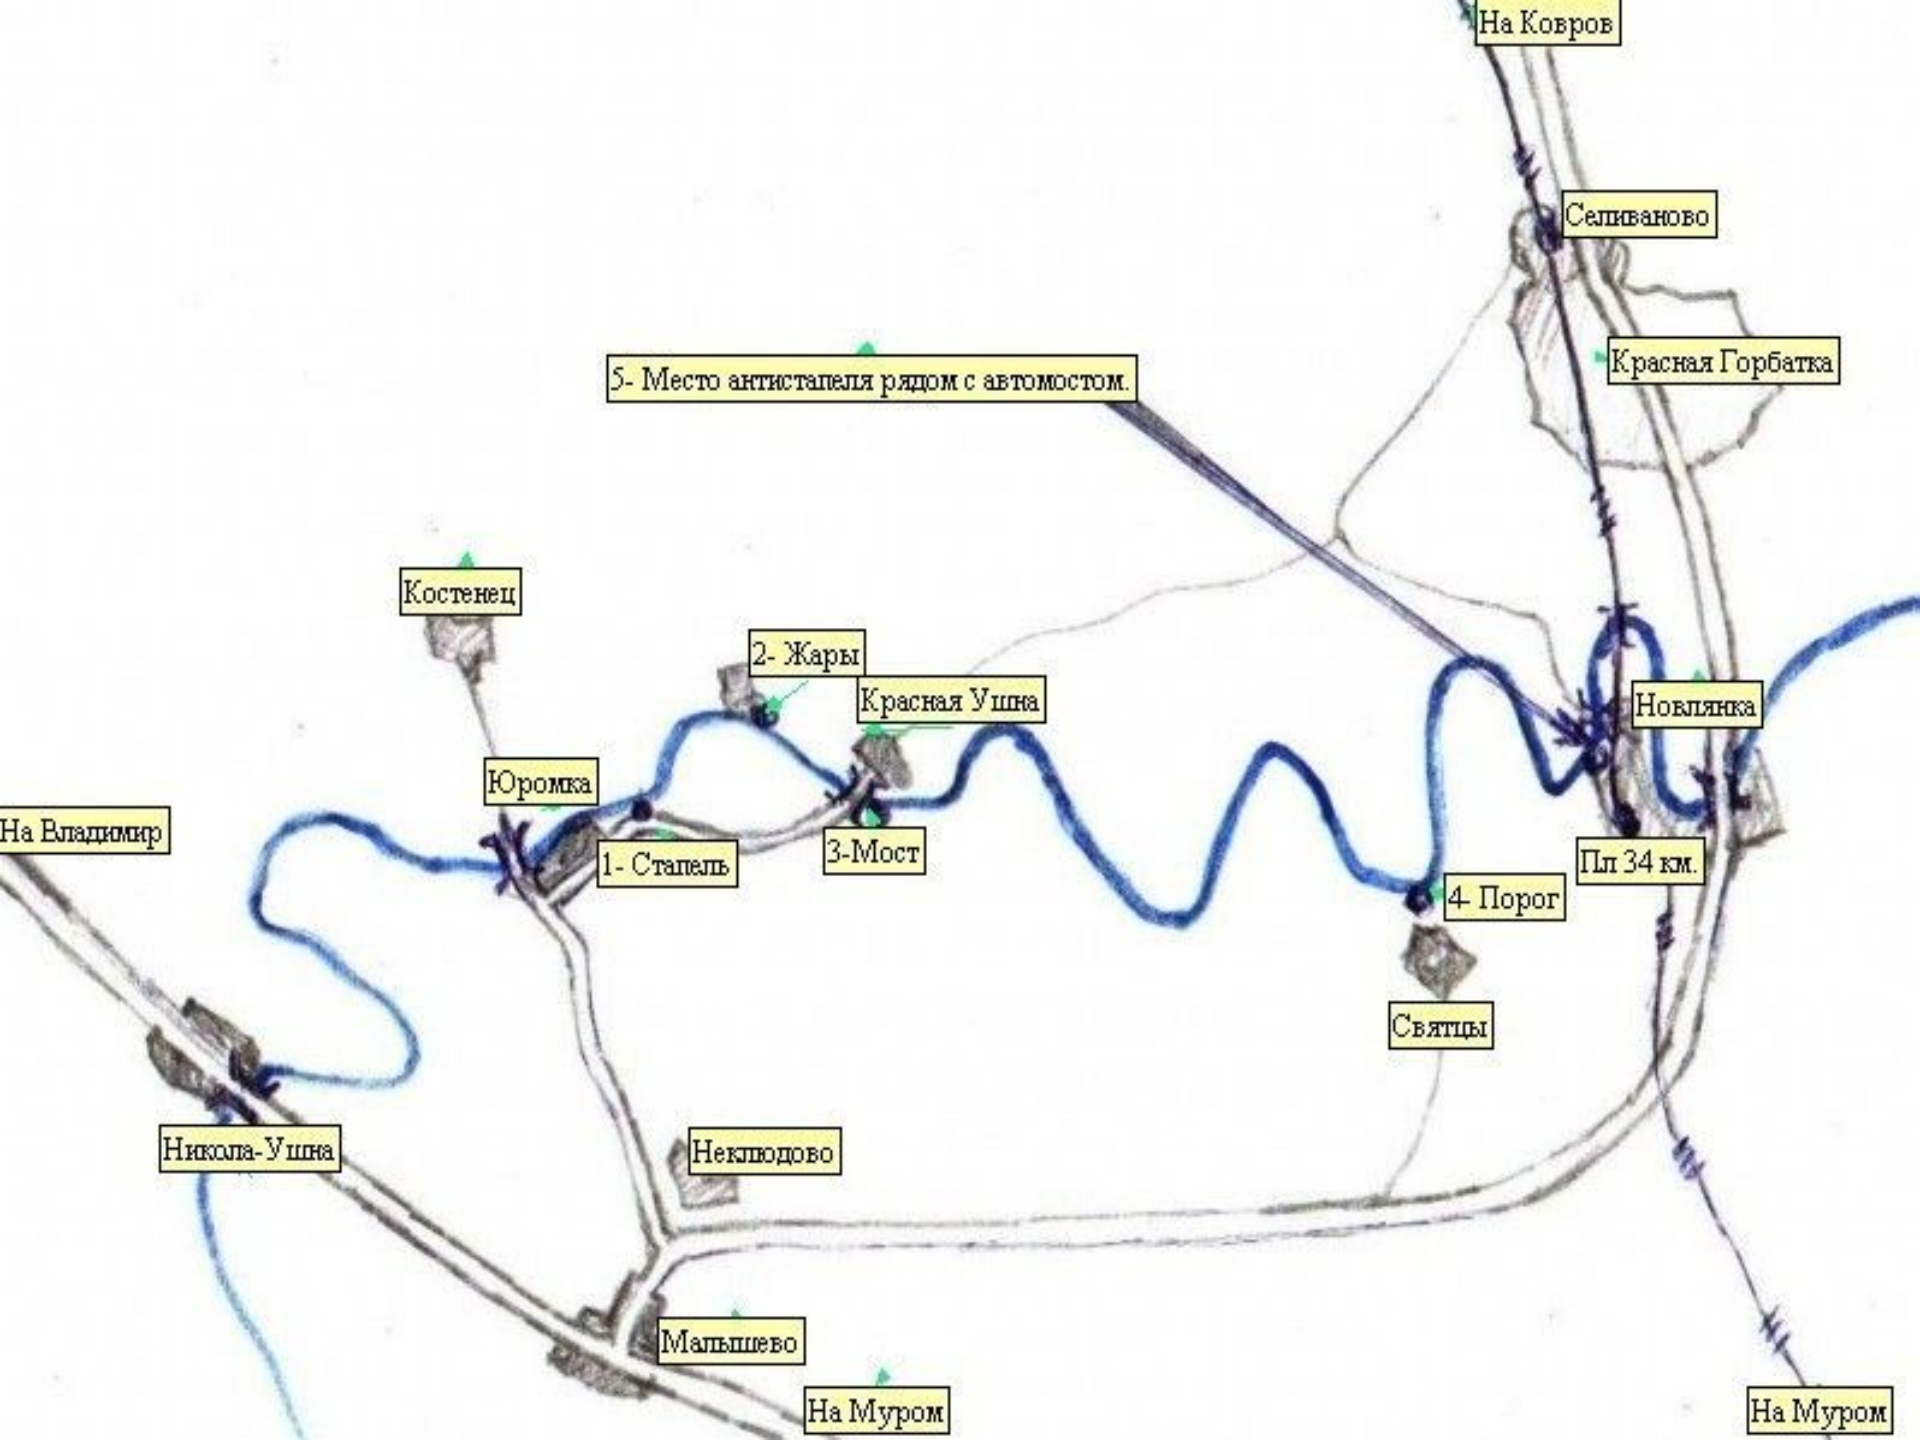 На Ковров
Селиваново
Красная Горбатка
5- Место антистапеля рядом с автомостом.
Костенец
2- Жары
Красная Ушна
Новлянка
Юромка
На Владимир
1- Стапель
3-Мост
Пл 34 км.
4- Порог
Святцы
Никола-Ушна
Неклюдово
Малышево
На Муром
На Муром